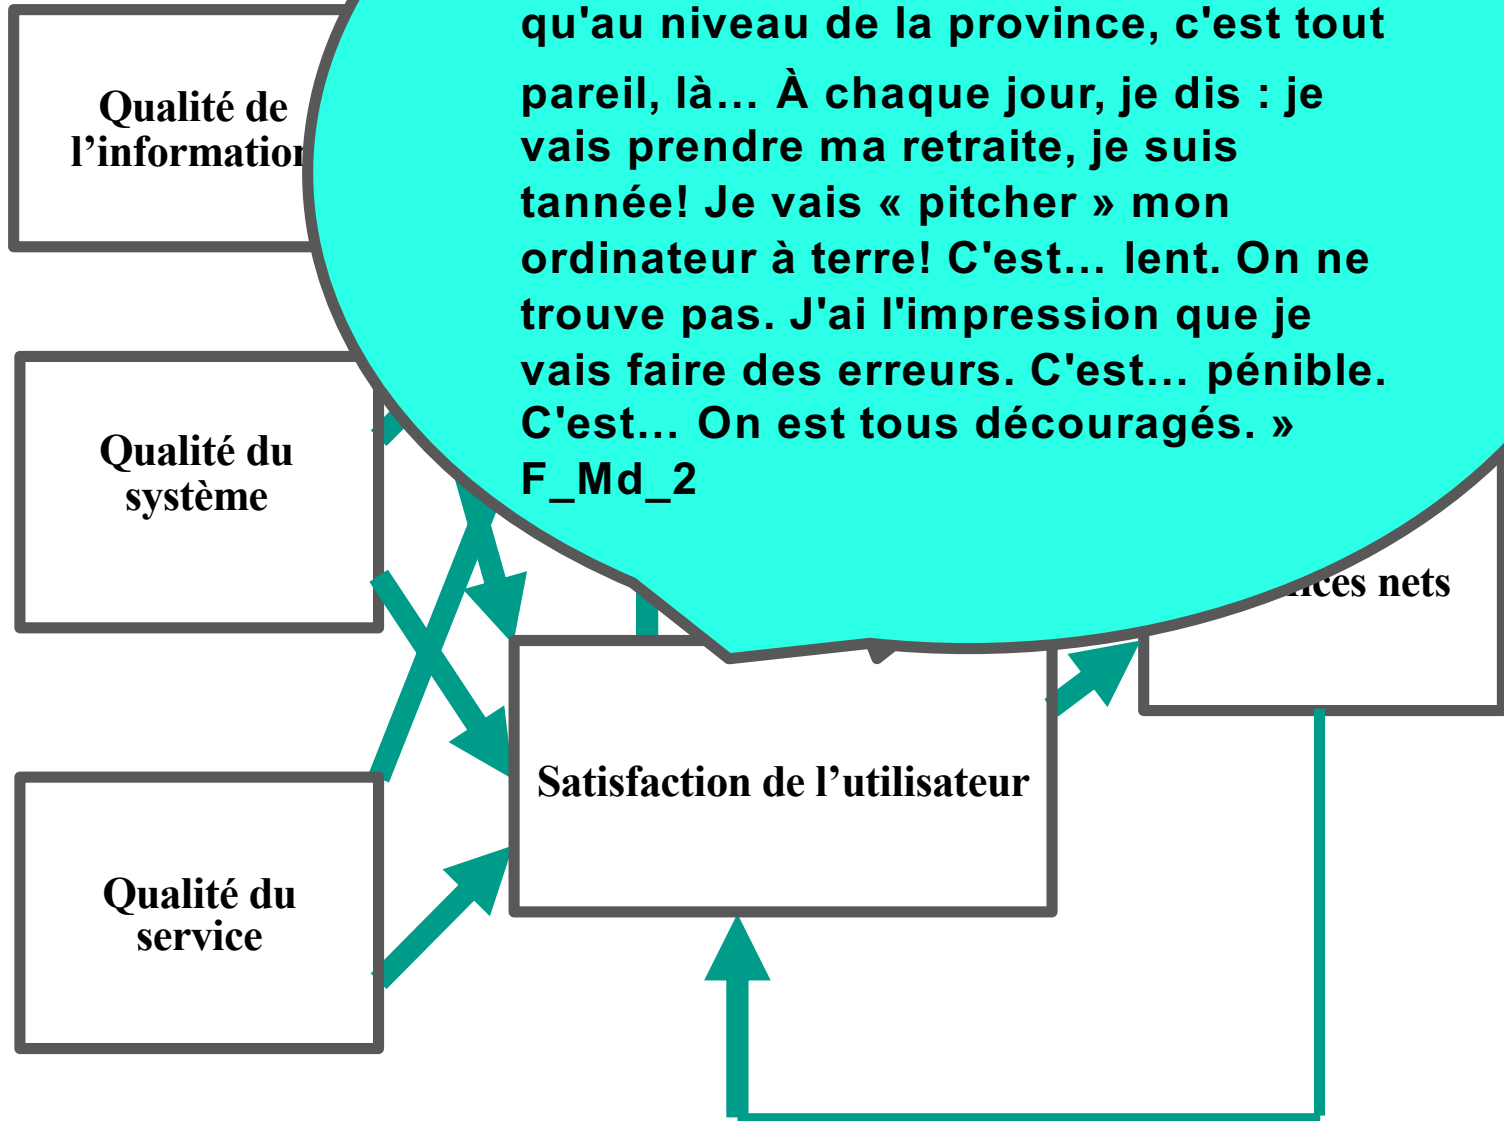 qu'au niveau de la province, c'est tout
pareil, là... À chaque jour, je dis : je
vais prendre ma retraite, je suis
tannée! Je vais « pitcher » mon
ordinateur à terre! C'est... lent. On ne
trouve pas. J'ai l'impression que je
vais faire des erreurs. C'est... pénible.
C'est... On est tous découragés. »
F_Md_2
Qualité de
l’information
Qualité du
système
nets
Satisfaction de l’utilisateur
Qualité du
service